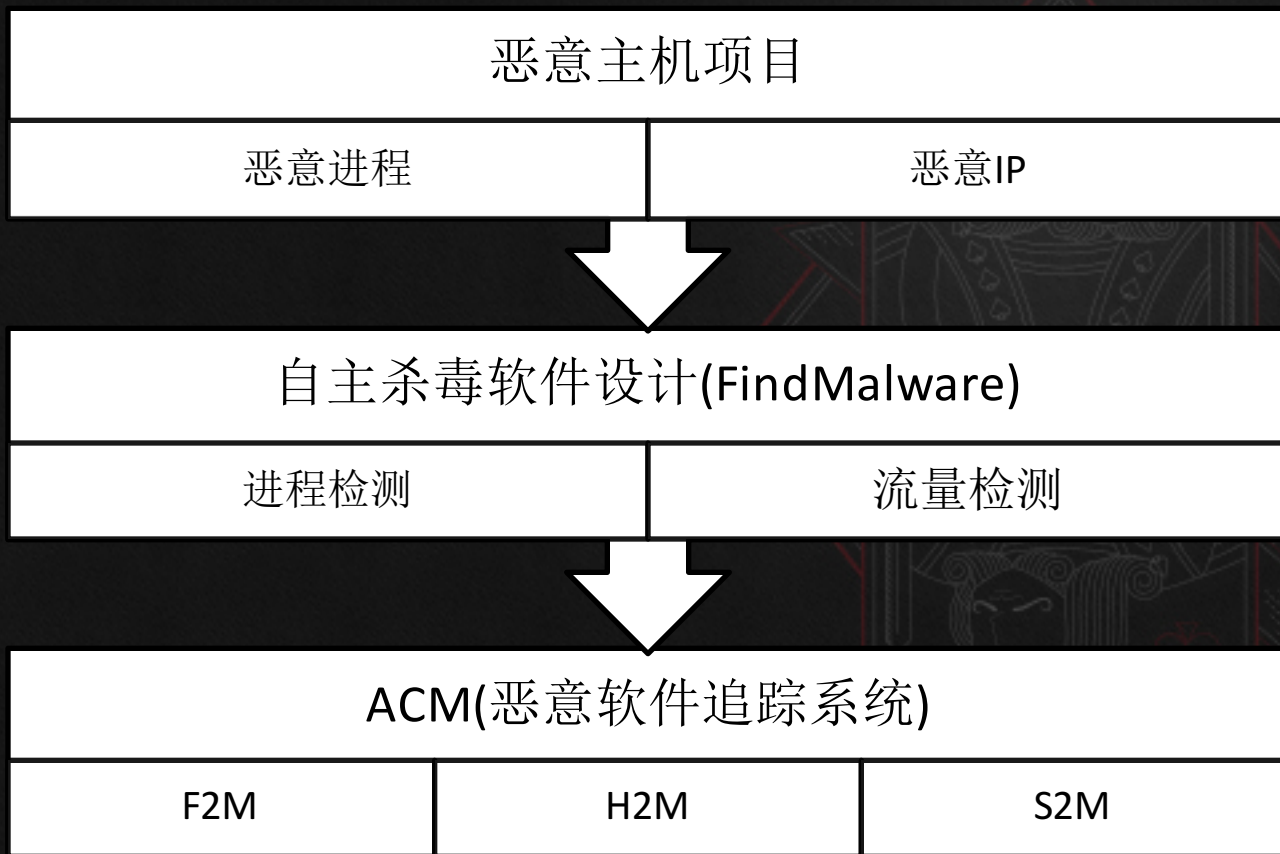 恶意主机项目
恶意进程
恶意IP
自主杀毒软件设计(FindMalware)
进程检测
流量检测
ACM(恶意软件追踪系统)
F2M
H2M
S2M